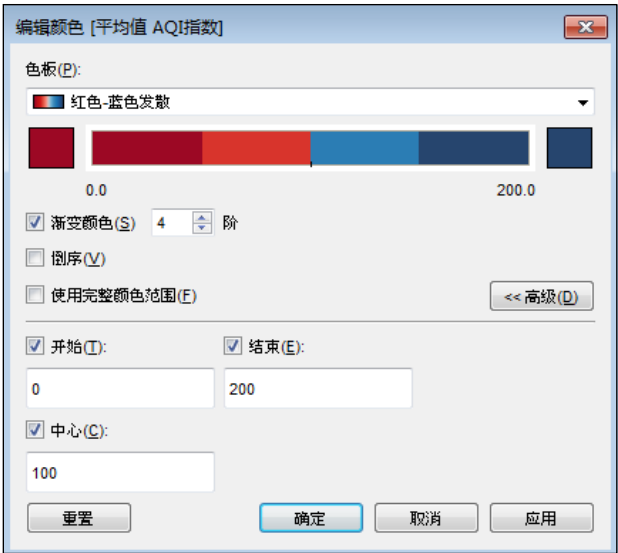 编辑颜色 [平均值 AQI指数]
色板(P):
红色-蓝色发散
0.0 200.0
渐变颜色(S) 4 阶
倒序(V)
使用完整颜色范围(F) << 高级(D)
开始(T): 结束(E):
0 200
中心(C):
100
重置 确定 取消 应用